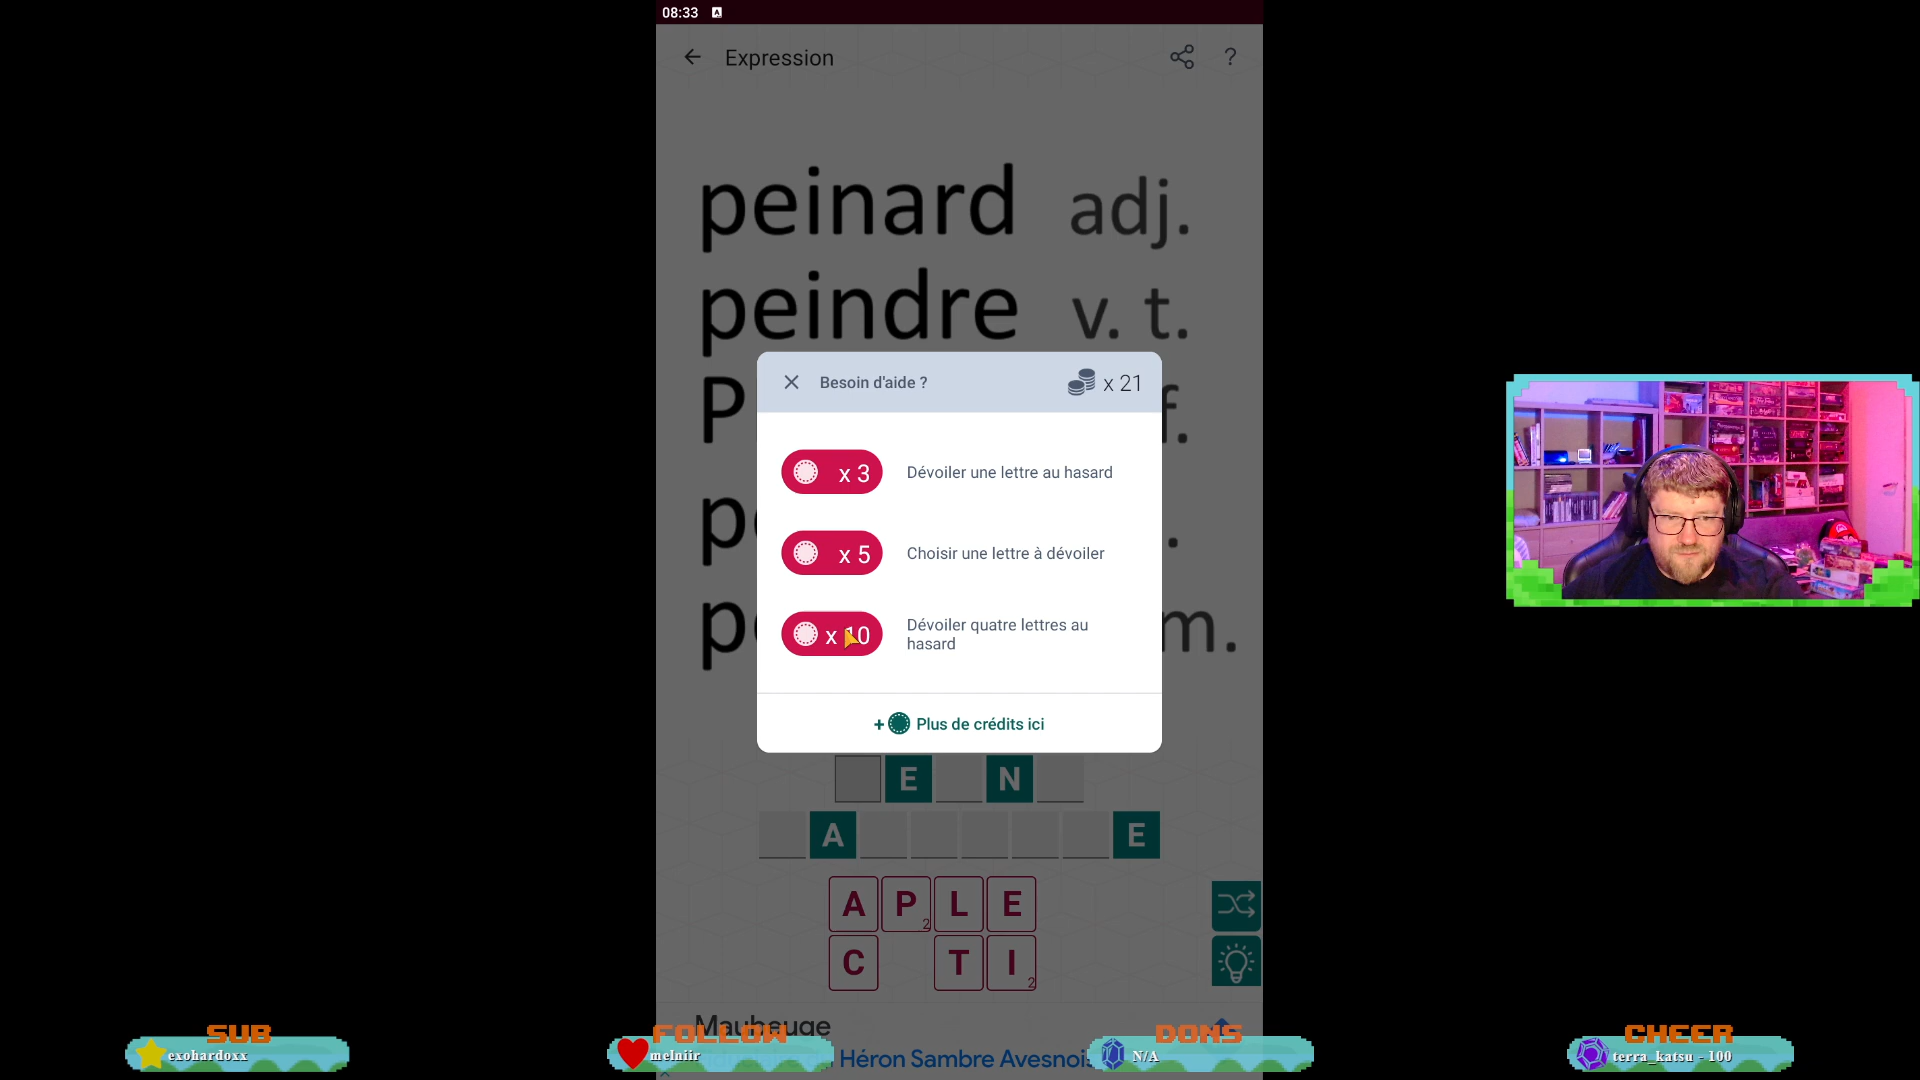 08:33
Expression
?
peinard adj.
peindre v. t.
P f.
Besoin d'aide ?
x 21
x 3 Dévoiler une lettre au hasard
x 5 Choisir une lettre à dévoiler
x 10 Dévoiler quatre lettres au
hasard
m.
+ Plus de crédits ici
E N
A E
A P 2 L E
C T I 2
Maubeuge
Héron Sambre Avesnois
SUB
exohardoxx
FOLLOW
melniir
DONS
N/A
CHEER
terra_katsu - 100